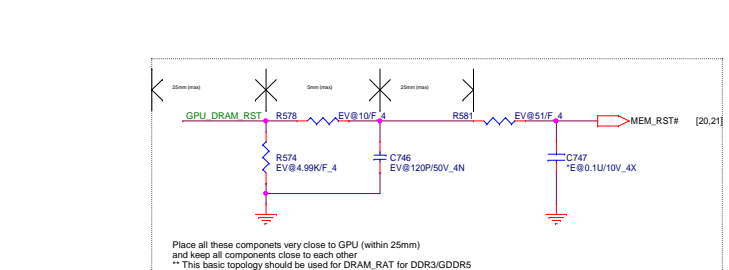 25mm (max) 5mm (max) 25mm (max)
GPU_DRAM_RST R578 EV@10/F_4 R581 EV@51/F_4 MEM_RST# [20,21]
R574 C746 C747
EV@4.99K/F_4 EV@120P/50V_4N *E@0.1U/10V_4X
Place all these componets very close to GPU (within 25mm)
and keep all components close to each other
** This basic topology should be used for DRAM_RAT for DDR3/GDDR5